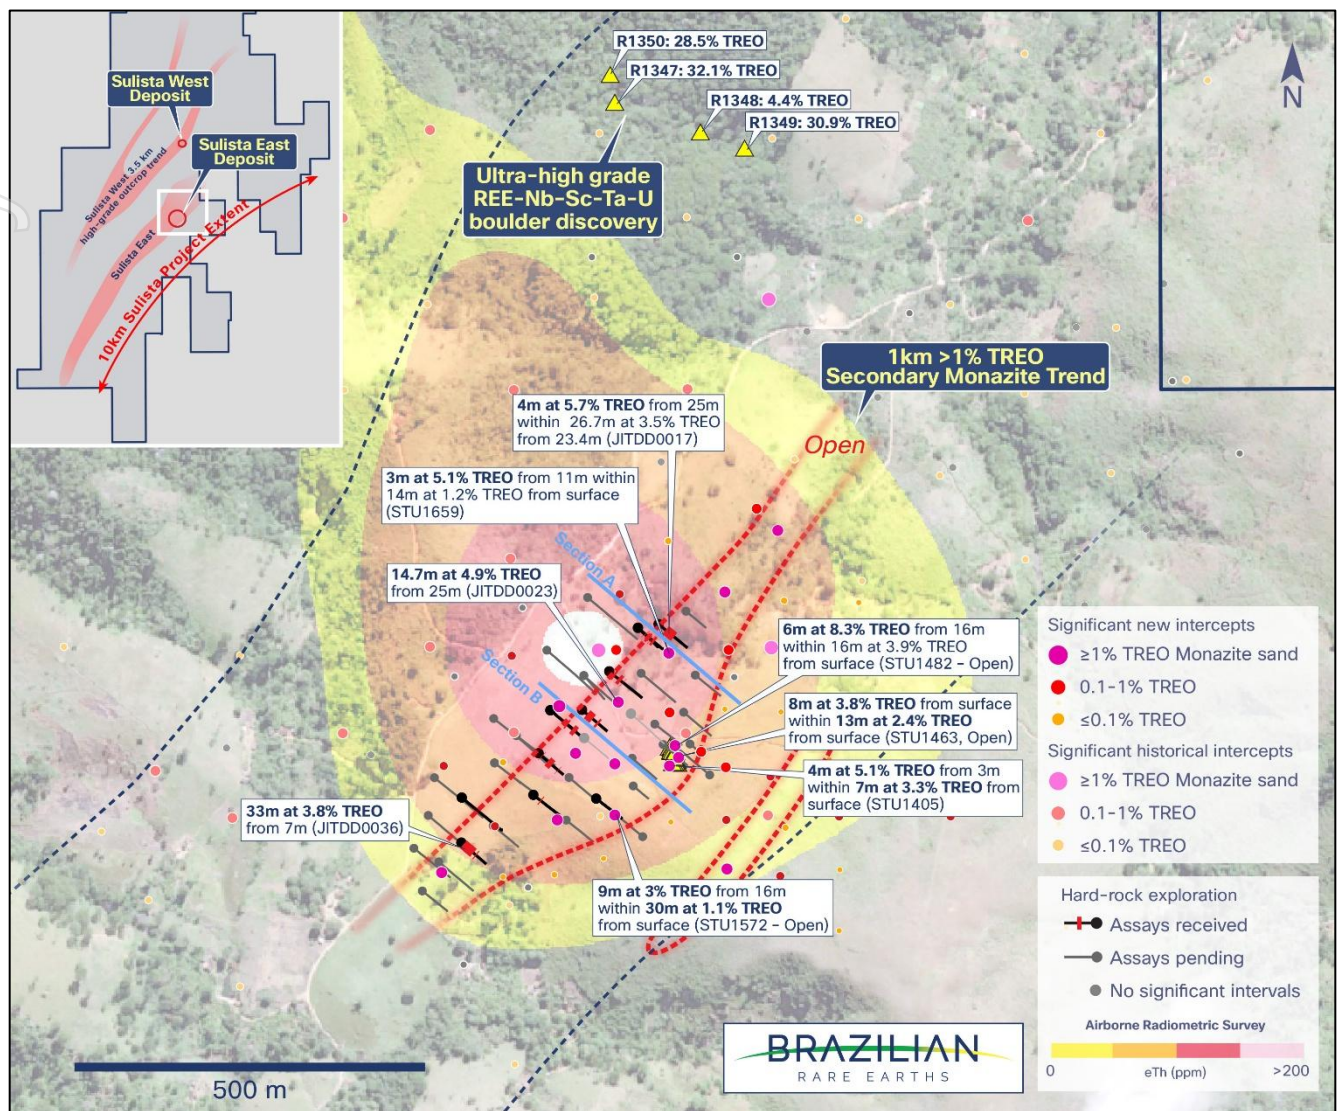 Sulista West
Deposit
Sulista East
Deposit
Sulista West 3.5 km
high-grade outcrop trend
Sulista East
10km Sulista Project Extent
R1350: 28.5% TREO
R1347: 32.1% TREO
R1348: 4.4% TREO
R1349: 30.9% TREO
N
Ultra-high grade
REE-Nb-Sc-Ta-U
boulder discovery
1km >1% TREO
Secondary Monazite Trend
Open
4m at 5.7% TREO from 25m
within 26.7m at 3.5% TREO
from 23.4m (JITDD0017)
3m at 5.1% TREO from 11m within
14m at 1.2% TREO from surface
(STU1659)
Section A
14.7m at 4.9% TREO
from 25m (JITDD0023)
Section B
6m at 8.3% TREO from 16m
within 16m at 3.9% TREO
from surface (STU1482 – Open)
8m at 3.8% TREO from surface
within 13m at 2.4% TREO
from surface (STU1463, Open)
4m at 5.1% TREO from 3m
within 7m at 3.3% TREO from
surface (STU1405)
33m at 3.8% TREO
from 7m (JITDD0036)
9m at 3% TREO from 16m
within 30m at 1.1% TREO
from surface (STU1572 – Open)
Significant new intercepts
≥1% TREO Monazite sand
0.1–1% TREO
≤0.1% TREO
Significant historical intercepts
≥1% TREO Monazite sand
0.1–1% TREO
≤0.1% TREO
Hard-rock exploration
Assays received
Assays pending
No significant intervals
Airborne Radiometric Survey
0 eTh (ppm) >200
500 m
BRAZILIAN
RARE EARTHS